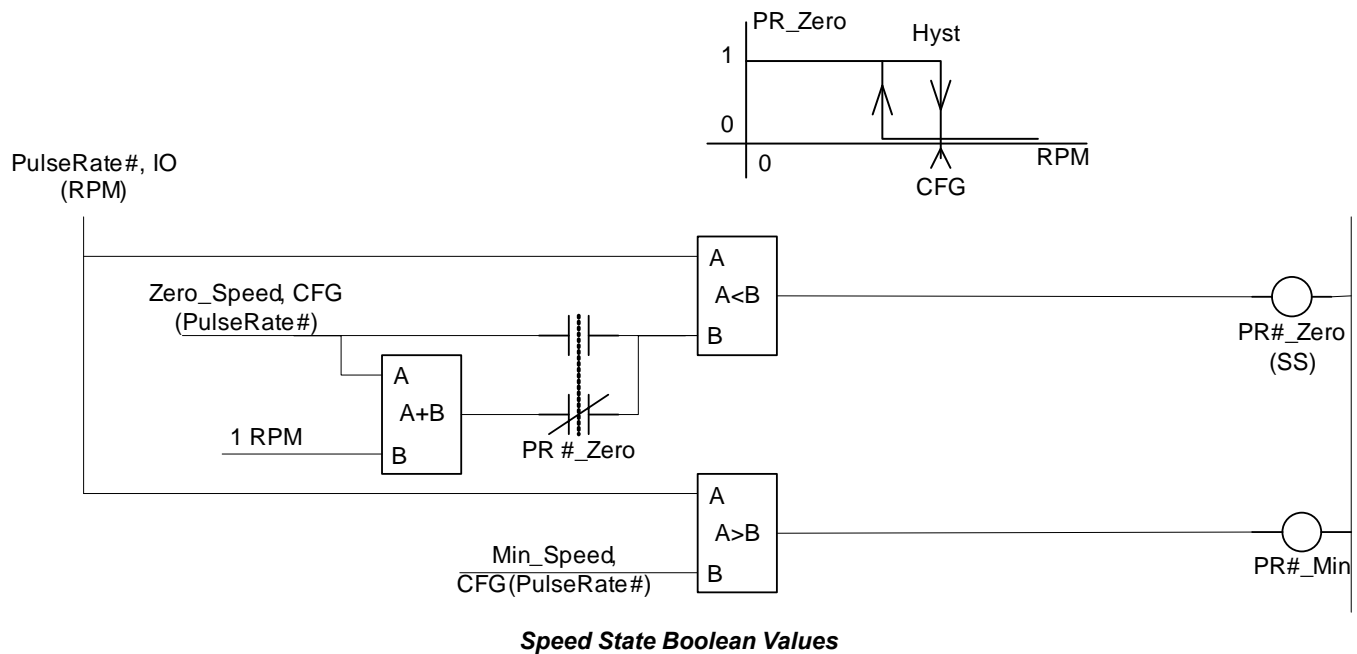 PR_Zero
Hyst
1
0
0
RPM
CFG
PulseRate#, IO
(RPM)
A
A<B
B
Zero_Speed, CFG
(PulseRate#)
A
A+B
B
1 RPM
PR #_Zero
PR#_Zero
(SS)
A
A>B
B
Min_Speed,
CFG(PulseRate#)
PR#_Min
Speed State Boolean Values